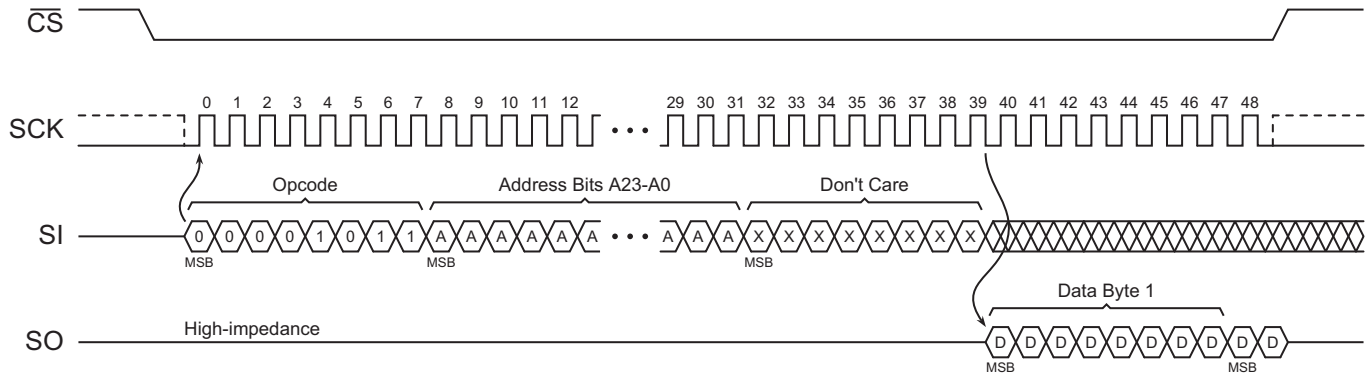 CS
0 1 2 3 4 5 6 7 8 9 10 11 12 29 30 31 32 33 34 35 36 37 38 39 40 41 42 43 44 45 46 47 48
SCK
Opcode Address Bits A23-A0 Don't Care
SI 0 0 0 0 1 0 1 1 A A A A A A A A A X X X X X X X X
MSB MSB MSB
Data Byte 1
High-impedance
SO D D D D D D D D D D
MSB MSB